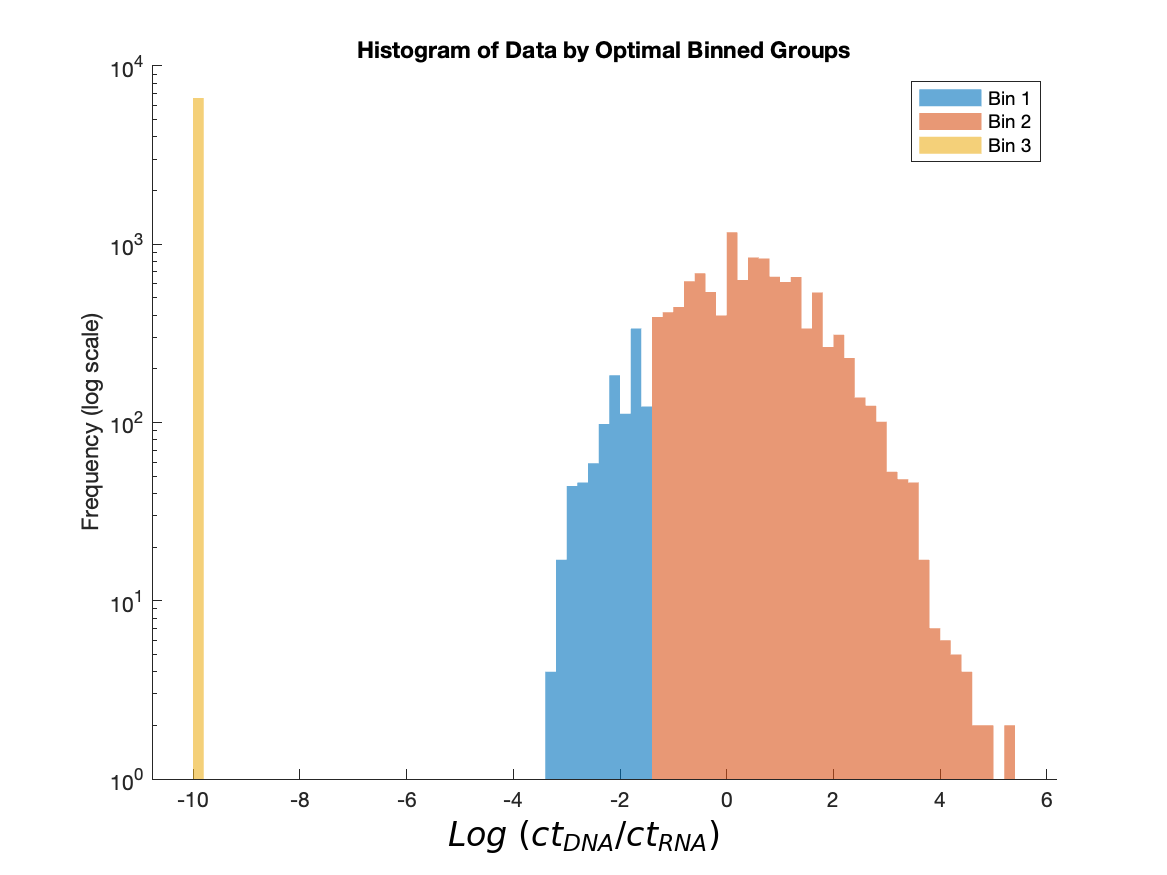 Histogram of Data by Optimal Binned Groups
Bin 1
Bin 2
Bin 3
10^4
10^3
10^2
10^1
10^0
Frequency (log scale)
-10 -8 -6 -4 -2 0 2 4 6
Log (ct_DNA/ct_RNA)